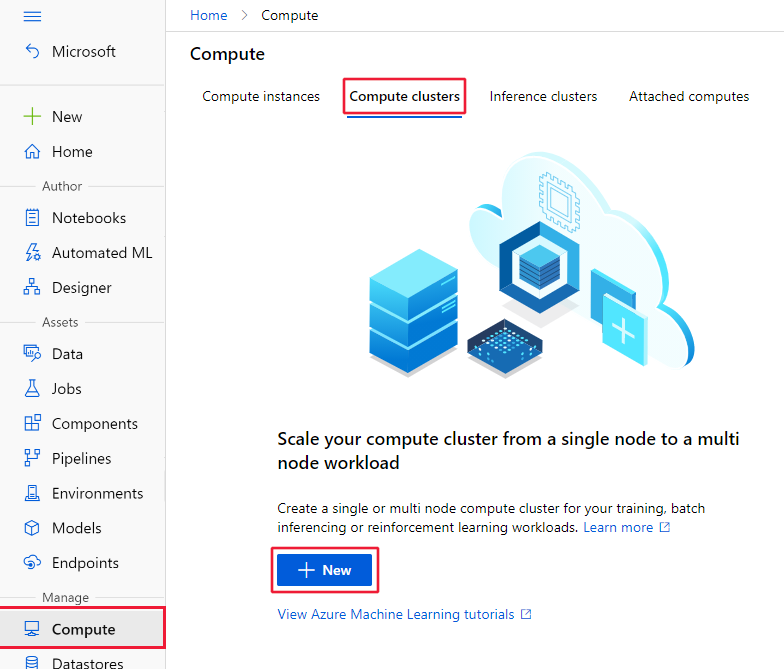 Microsoft
New
Home
Author
Notebooks
Automated ML
Designer
Assets
Data
Jobs
Components
Pipelines
Environments
Models
Endpoints
Manage
Compute
Datastores
Home > Compute
Compute
Compute instances Compute clusters Inference clusters Attached computes
Scale your compute cluster from a single node to a multi
node workload
Create a single or multi node compute cluster for your training, batch
inferencing or reinforcement learning workloads. Learn more
New
View Azure Machine Learning tutorials